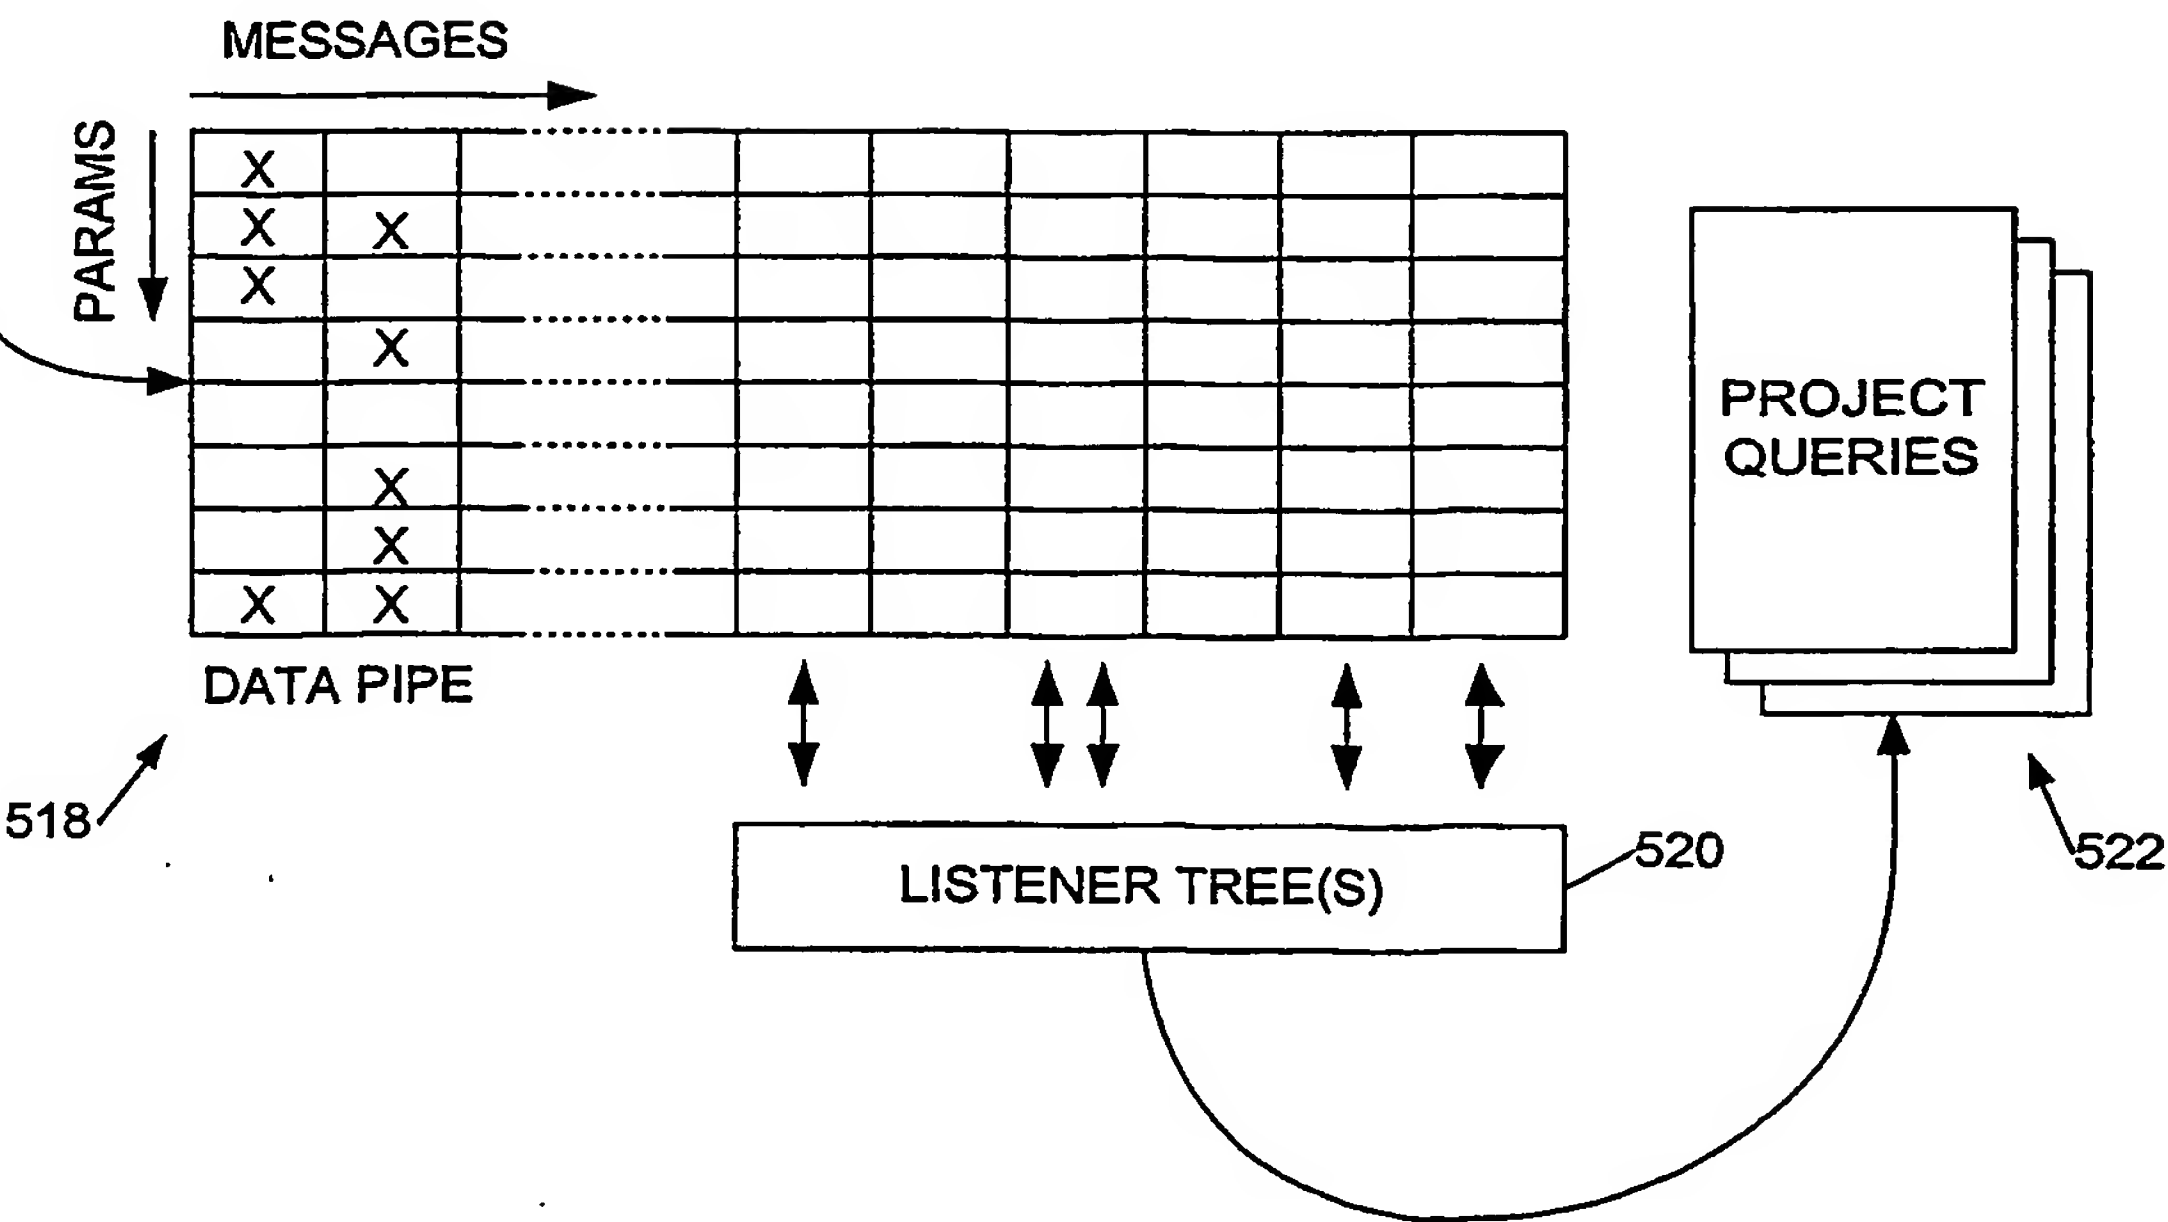 MESSAGES
PARAMS
X
X X
X
X
X
X
X X
DATA PIPE
PROJECT
QUERIES
518
LISTENER TREE(S)
520
522